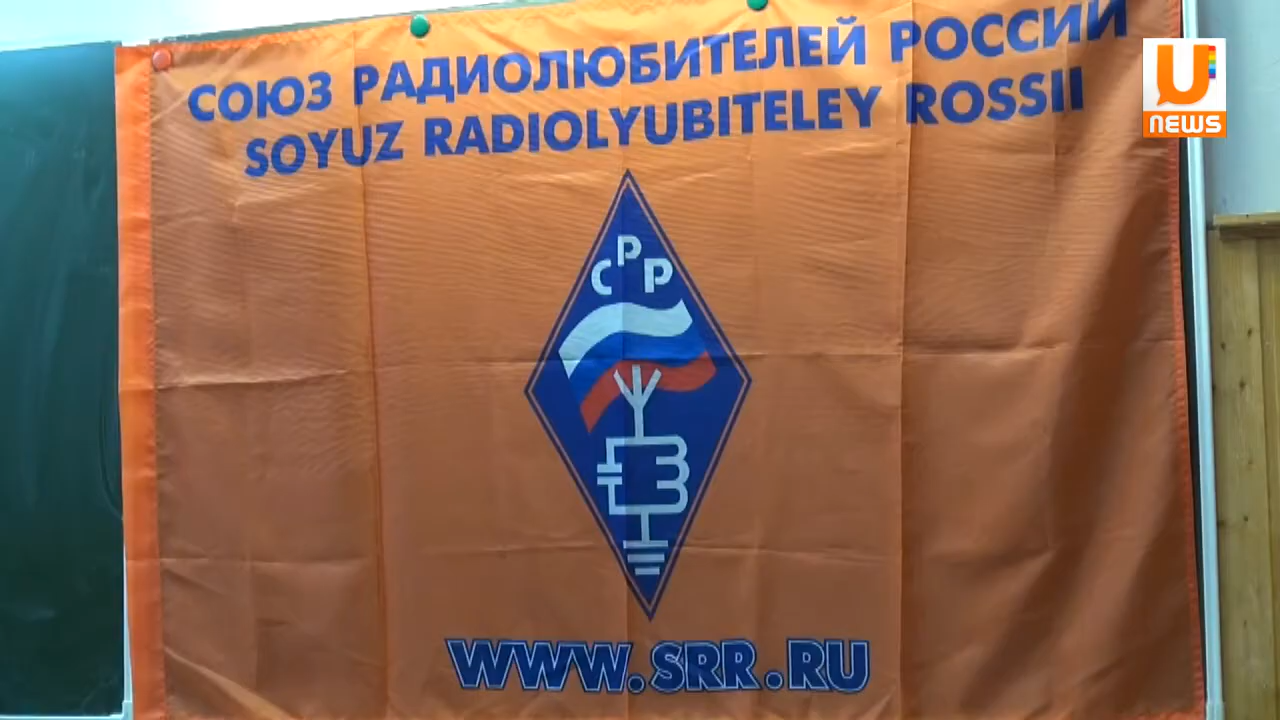 СОЮЗ РАДИОЛЮБИТЕЛЕЙ РОССИИ
SOYUZ RADIOLYUBITELEY ROSSII
СРР
WWW.SRR.RU
U
NEWS